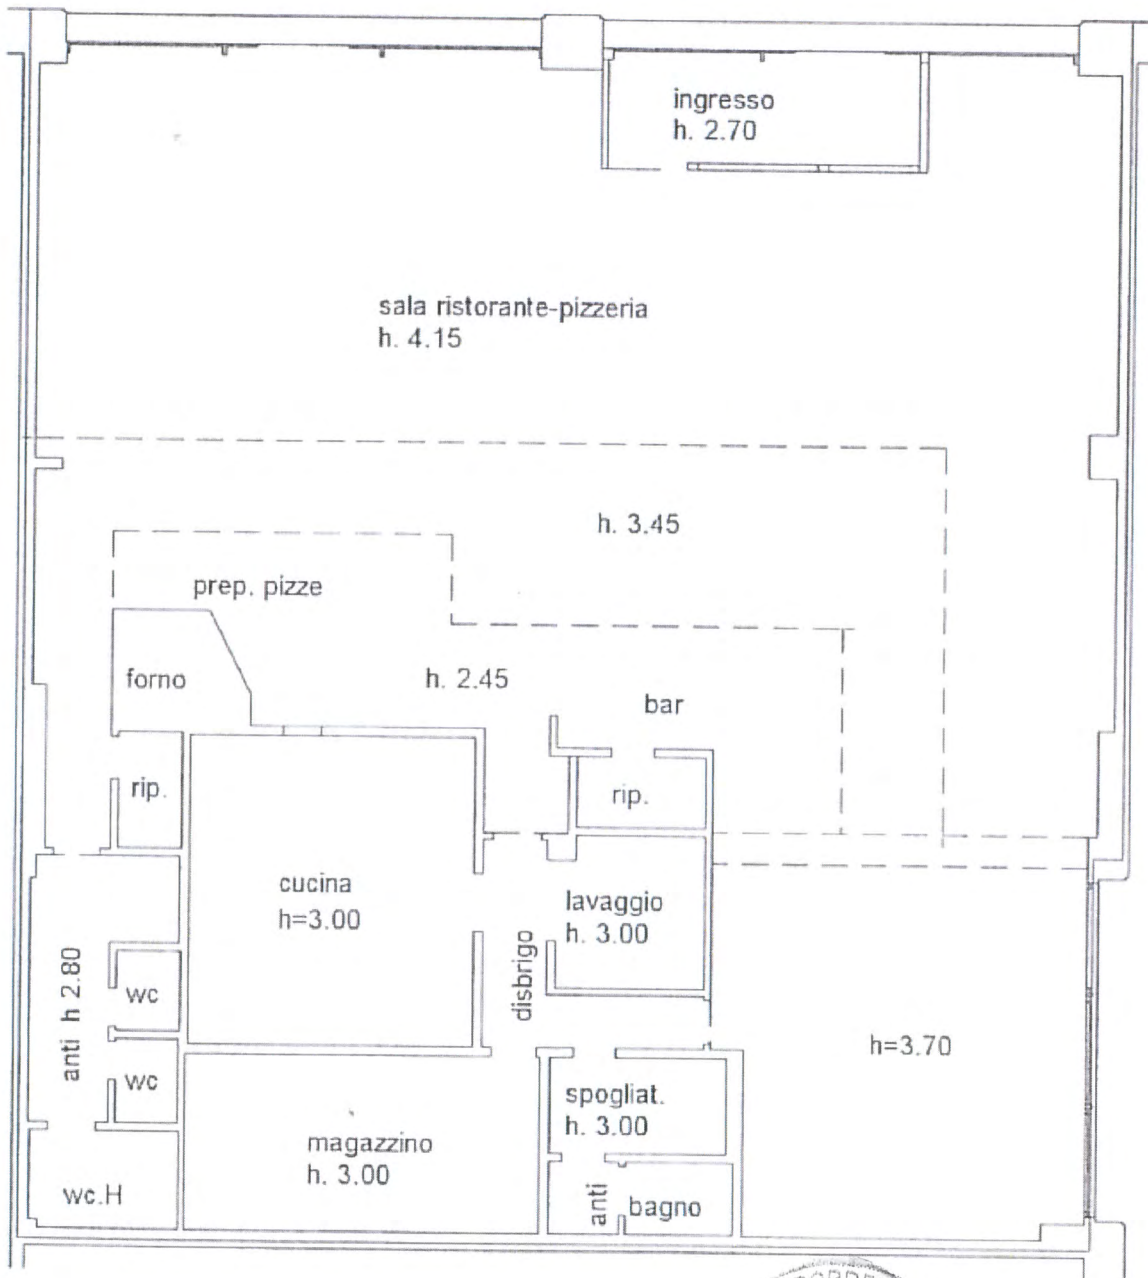 ingresso
h. 2.70
sala ristorante-pizzeria
h. 4.15
h. 3.45
prep. pizze
forno
h. 2.45
bar
rip.
rip.
cucina
h=3.00
lavaggio
h. 3.00
disbrigo
anti h 2.80
wc
wc
h=3.70
spogliat.
h. 3.00
magazzino
h. 3.00
wc.H
anti
bagno